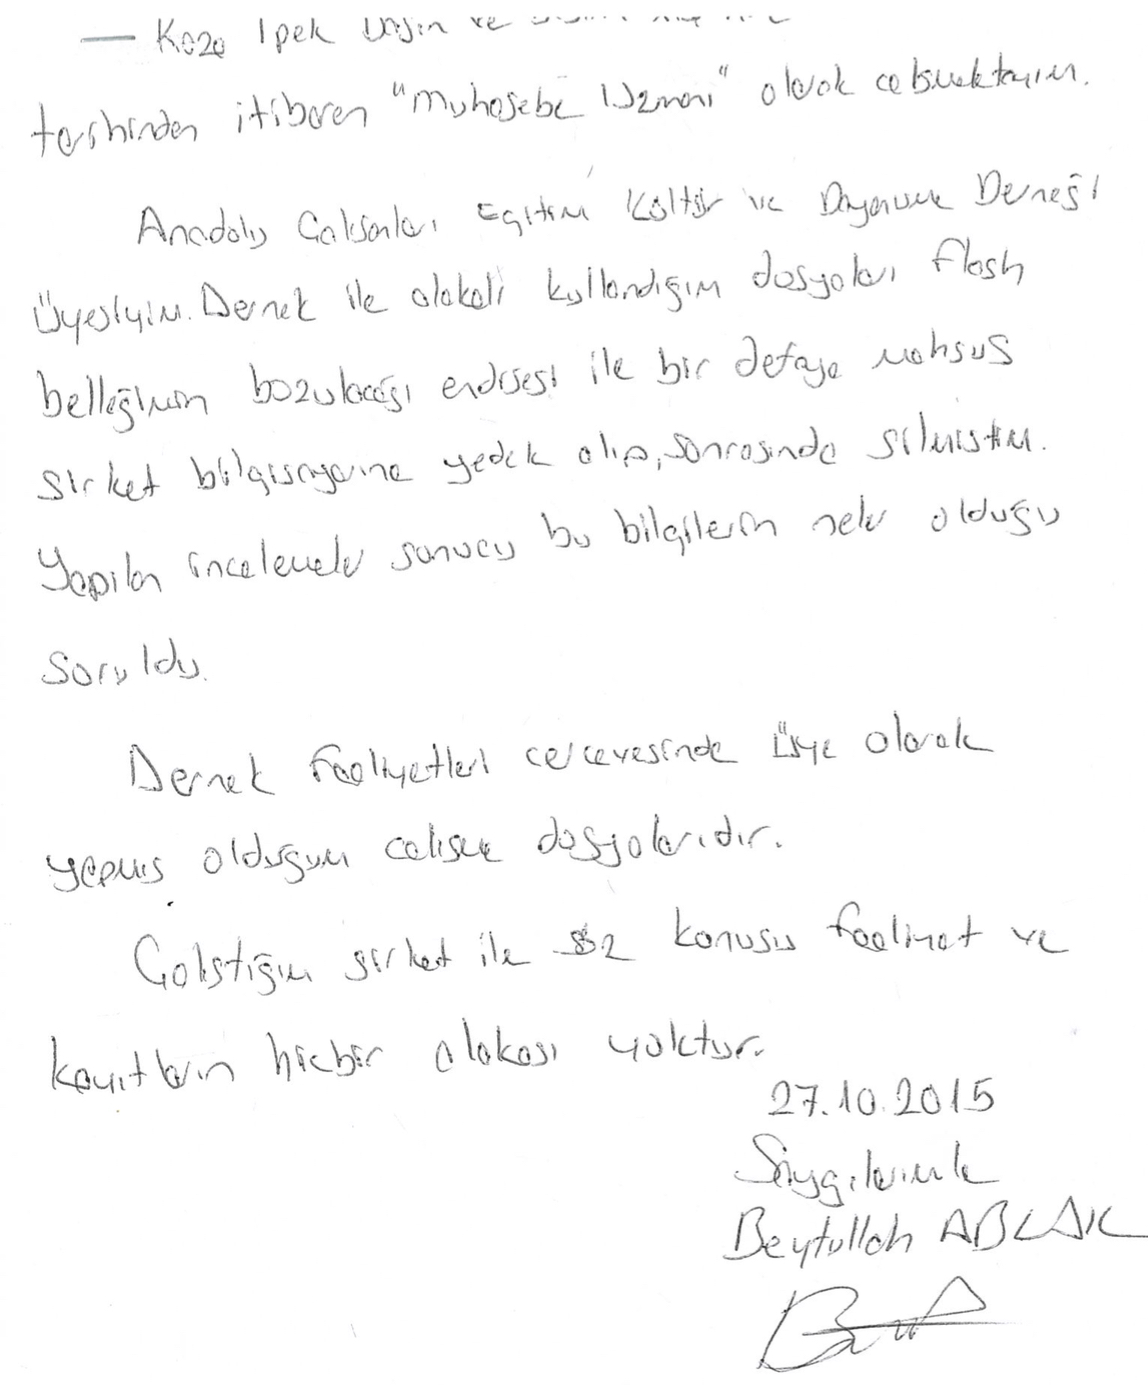 — Koza İpek Basın ve
tarihinden itibaren "Muhasebe Uzmanı" olarak çalışmaktayım.
Anadolu Çalışanları Eğitim Kültür ve Dayanışma Derneği
Üyesiyim. Dernek ile alakalı kullandığım dosyaları flash
belleğimin bozulacağı endişesi ile bir defaya mahsus
şirket bilgisayarına yedek alıp, sonrasında silmiştim.
Yapılan incelemeler sonucu bu bilgilerin neler olduğu
soruldu.
Dernek Faaliyetleri çerçevesinde üye olarak
yapmış olduğum çalışma dosyalarıdır.
Çalıştığım şirket ile söz konusu faaliyet ve
kayıtların hiçbir alakası yoktur.
27.10.2015
Saygılarımla
Beytullah ABLAK